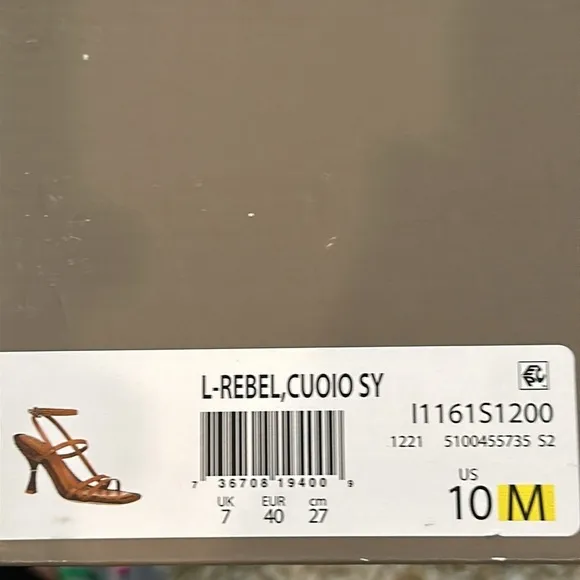 L-REBEL,CUOIO SY
I1161S1200
1221 5100455735 S2
7 36708 19400 9
UK EUR cm
7 40 27
US
10 M